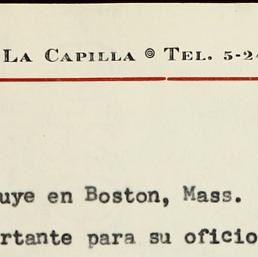 La Capilla ⌾ Tel. 5-2
uye en Boston, Mass.
rtante para su oficio